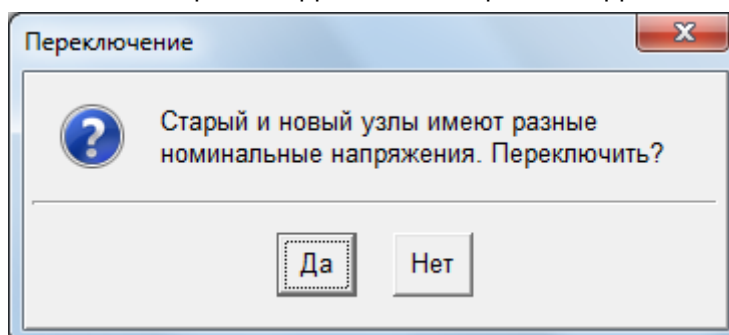 Переключение
Старый и новый узлы имеют разные
номинальные напряжения. Переключить?
Да
Нет